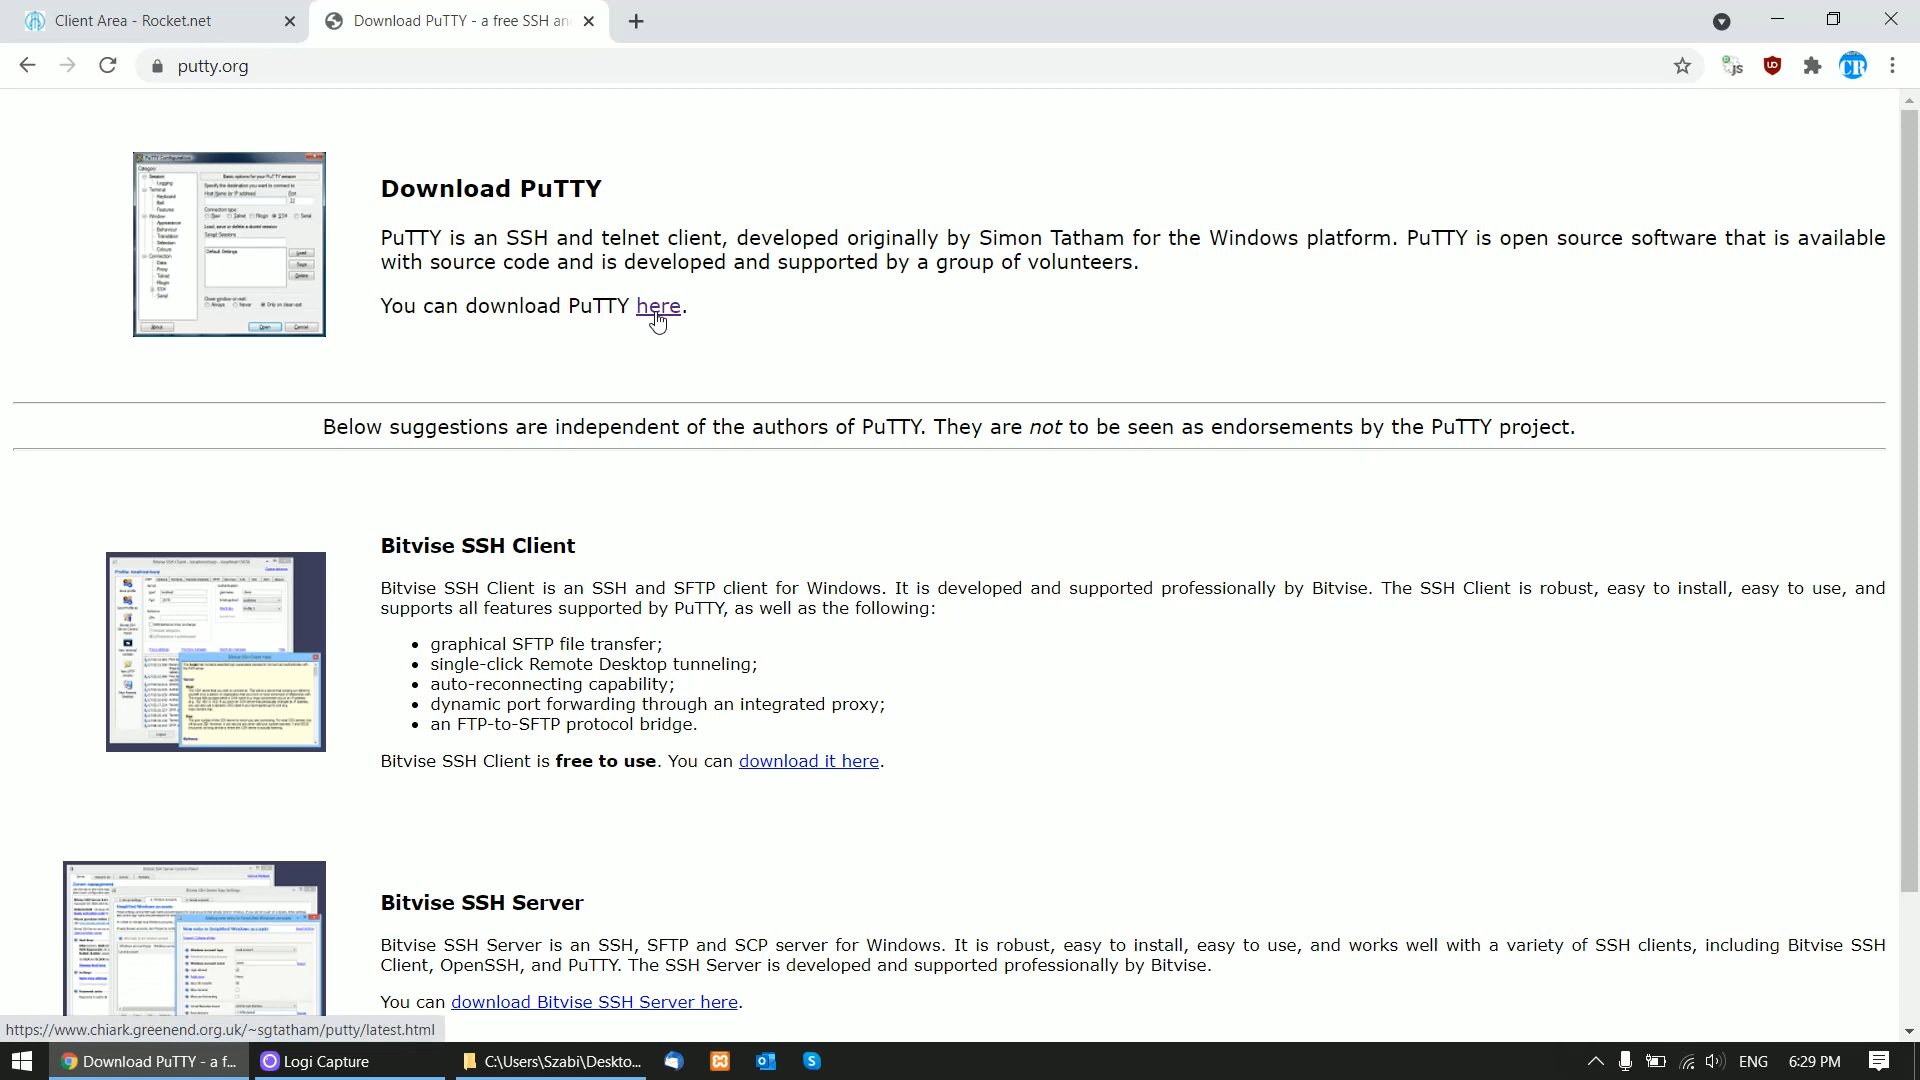 Client Area - Rocket.net
Download PuTTY - a free SSH an
putty.org
Download PuTTY
PuTTY is an SSH and telnet client, developed originally by Simon Tatham for the Windows platform. PuTTY is open source software that is available
with source code and is developed and supported by a group of volunteers.
You can download PuTTY here.
Below suggestions are independent of the authors of PuTTY. They are not to be seen as endorsements by the PuTTY project.
Bitvise SSH Client
Bitvise SSH Client is an SSH and SFTP client for Windows. It is developed and supported professionally by Bitvise. The SSH Client is robust, easy to install, easy to use, and
supports all features supported by PuTTY, as well as the following:
• graphical SFTP file transfer;
• single-click Remote Desktop tunneling;
• auto-reconnecting capability;
• dynamic port forwarding through an integrated proxy;
• an FTP-to-SFTP protocol bridge.
Bitvise SSH Client is free to use. You can download it here.
Bitvise SSH Server
Bitvise SSH Server is an SSH, SFTP and SCP server for Windows. It is robust, easy to install, easy to use, and works well with a variety of SSH clients, including Bitvise SSH
Client, OpenSSH, and PuTTY. The SSH Server is developed and supported professionally by Bitvise.
You can download Bitvise SSH Server here.
https://www.chiark.greenend.org.uk/~sgtatham/putty/latest.html
Download PuTTY - a f...
Logi Capture
C:\Users\Szabi\Deskto...
ENG
6:29 PM